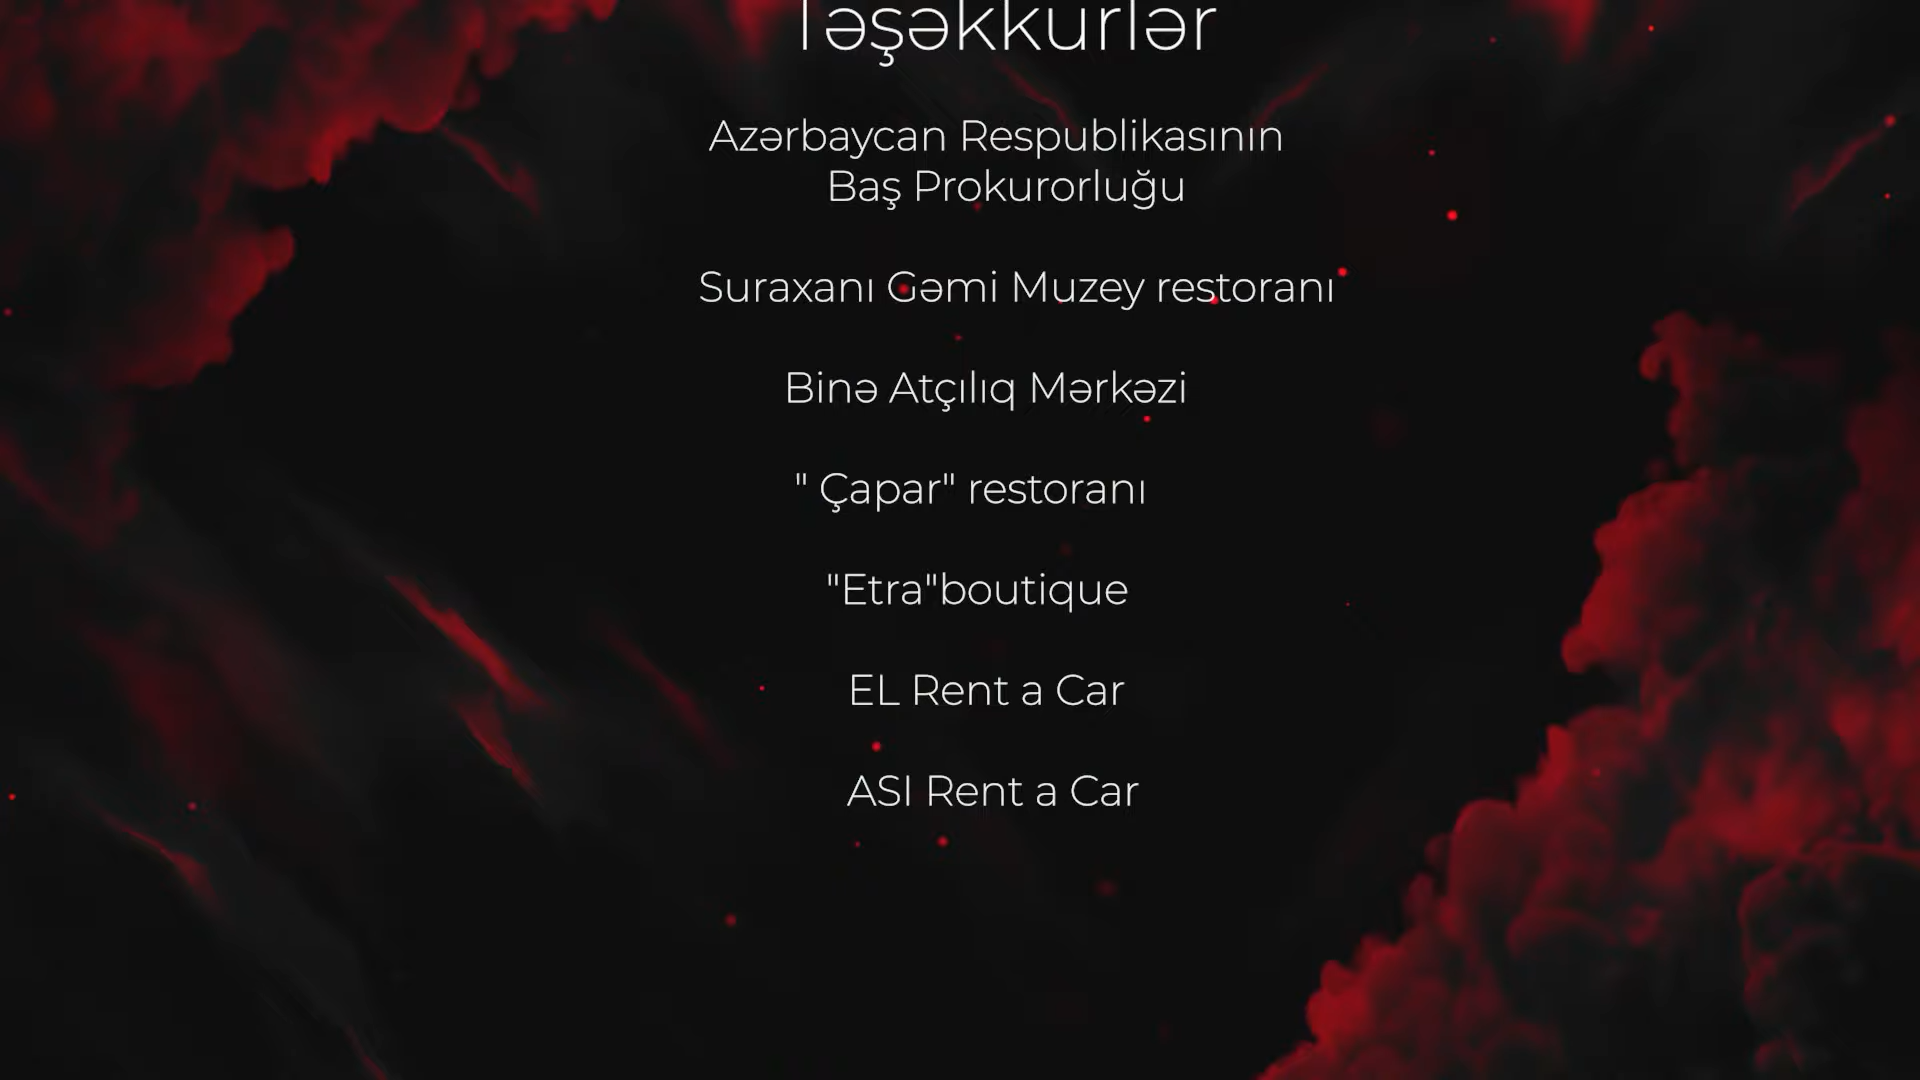 Təşəkkürlər
Azərbaycan Respublikasının
Baş Prokurorluğu
Suraxanı Gəmi Muzey restoranı
Binə Atçılıq Mərkəzi
" Çapar" restoranı
"Etra"boutique
EL Rent a Car
ASI Rent a Car